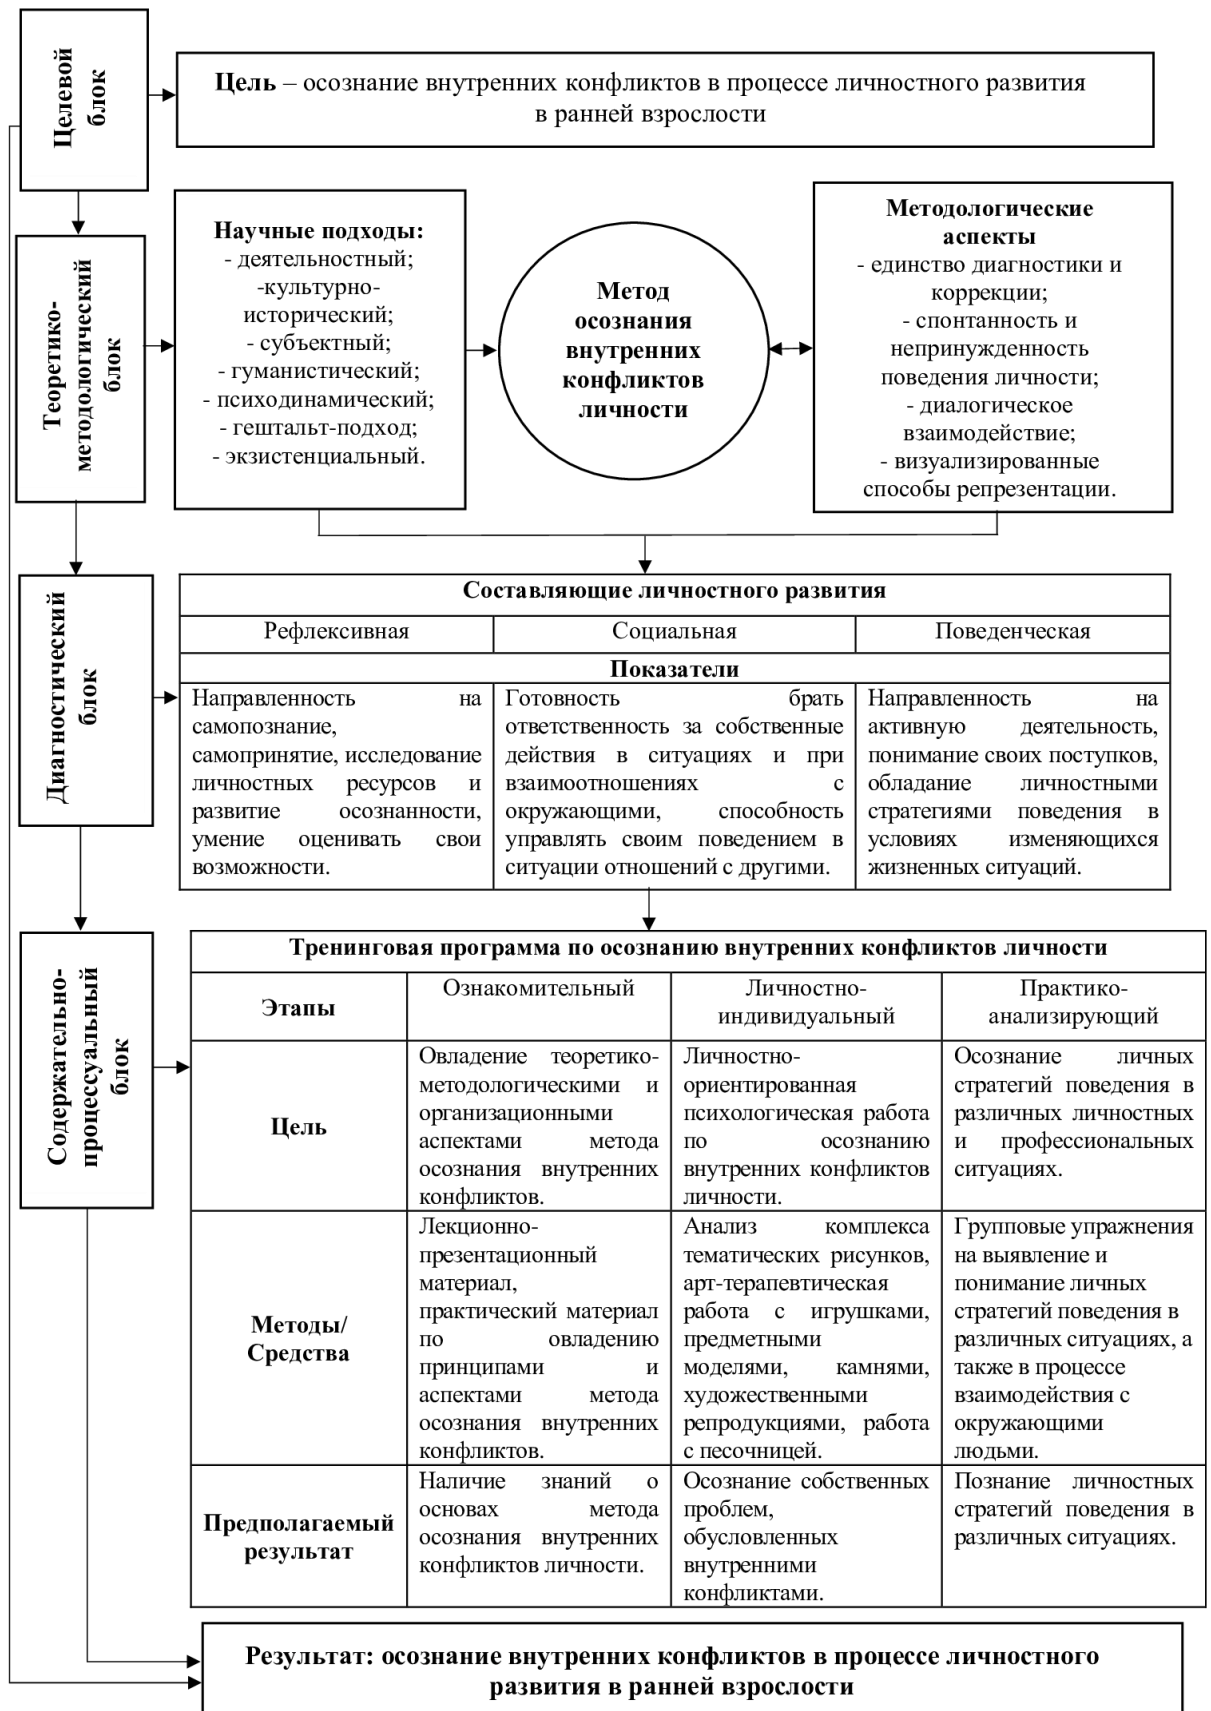 Целевой
блок
Цель – осознание внутренних конфликтов в процессе личностного развития
в ранней взрослости
Теоретико-
методологический
блок
Научные подходы:
- деятельностный;
-культурно-
исторический;
- субъектный;
- гуманистический;
- психодинамический;
- гештальт-подход;
- экзистенциальный.
Метод
осознания
внутренних
конфликтов
личности
Методологические
аспекты
- единство диагностики и
коррекции;
- спонтанность и
непринужденность
поведения личности;
- диалогическое
взаимодействие;
- визуализированные
способы репрезентации.
Диагностический
блок
Составляющие личностного развития
Рефлексивная
Социальная
Поведенческая
Показатели
Направленность на
самопознание,
самопринятие, исследование
личностных ресурсов и
развитие осознанности,
умение оценивать свои
возможности.
Готовность брать
ответственность за собственные
действия в ситуациях и при
взаимоотношениях с
окружающими, способность
управлять своим поведением в
ситуации отношений с другими.
Направленность на
активную деятельность,
понимание своих поступков,
обладание личностными
стратегиями поведения в
условиях изменяющихся
жизненных ситуаций.
Содержательно-
процессуальный
блок
Тренинговая программа по осознанию внутренних конфликтов личности
Этапы
Ознакомительный
Личностно-
индивидуальный
Практико-
анализирующий
Цель
Овладение теоретико-
методологическими и
организационными
аспектами метода
осознания внутренних
конфликтов.
Личностно-
ориентированная
психологическая работа
по осознанию
внутренних конфликтов
личности.
Осознание личных
стратегий поведения в
различных личностных
и профессиональных
ситуациях.
Методы/
Средства
Лекционно-
презентационный
материал,
практический материал
по овладению
принципами и
аспектами метода
осознания внутренних
конфликтов.
Анализ комплекса
тематических рисунков,
арт-терапевтическая
работа с игрушками,
предметными
моделями, камнями,
художественными
репродукциями, работа
с песочницей.
Групповые упражнения
на выявление и
понимание личных
стратегий поведения в
различных ситуациях, а
также в процессе
взаимодействия с
окружающими
людьми.
Предполагаемый
результат
Наличие знаний о
основах метода
осознания внутренних
конфликтов личности.
Осознание собственных
проблем,
обусловленных
внутренними
конфликтами.
Познание личностных
стратегий поведения в
различных ситуациях.
Результат: осознание внутренних конфликтов в процессе личностного
развития в ранней взрослости